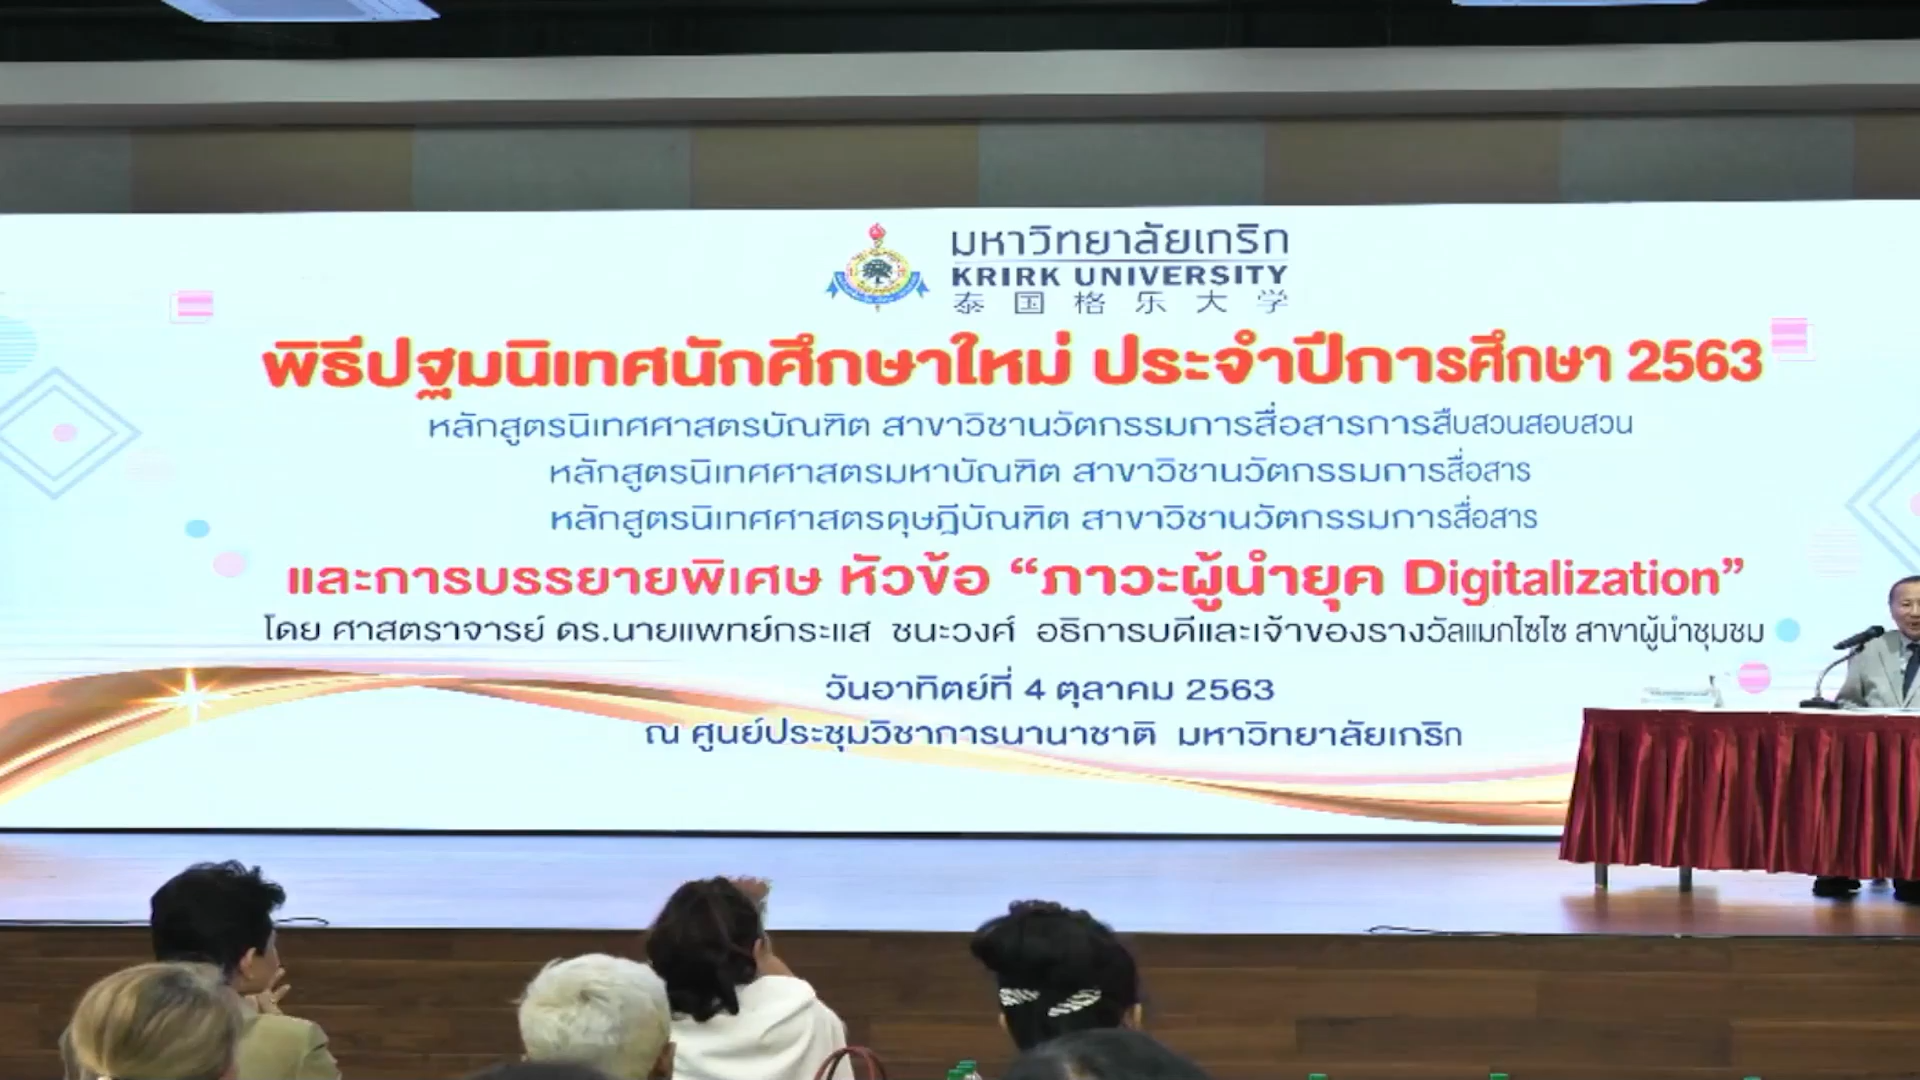 มหาวิทยาลัยเกริก
KRIRK UNIVERSITY
泰国格乐大学
พิธีปฐมนิเทศนักศึกษาใหม่ ประจำปีการศึกษา 2563
หลักสูตรนิเทศศาสตรบัณฑิต สาขาวิชานวัตกรรมการสื่อสารการสืบสวนสอบสวน
หลักสูตรนิเทศศาสตรมหาบัณฑิต สาขาวิชานวัตกรรมการสื่อสาร
หลักสูตรนิเทศศาสตรดุษฎีบัณฑิต สาขาวิชานวัตกรรมการสื่อสาร
และการบรรยายพิเศษ หัวข้อ “ภาวะผู้นำยุค Digitalization”
โดย ศาสตราจารย์ ดร.นายแพทย์กระแส ชนะวงศ์ อธิการบดีและเจ้าของรางวัลแมกไซไซ สาขาผู้นำชุมชม
วันอาทิตย์ที่ 4 ตุลาคม 2563
ณ ศูนย์ประชุมวิชาการนานาชาติ มหาวิทยาลัยเกริก